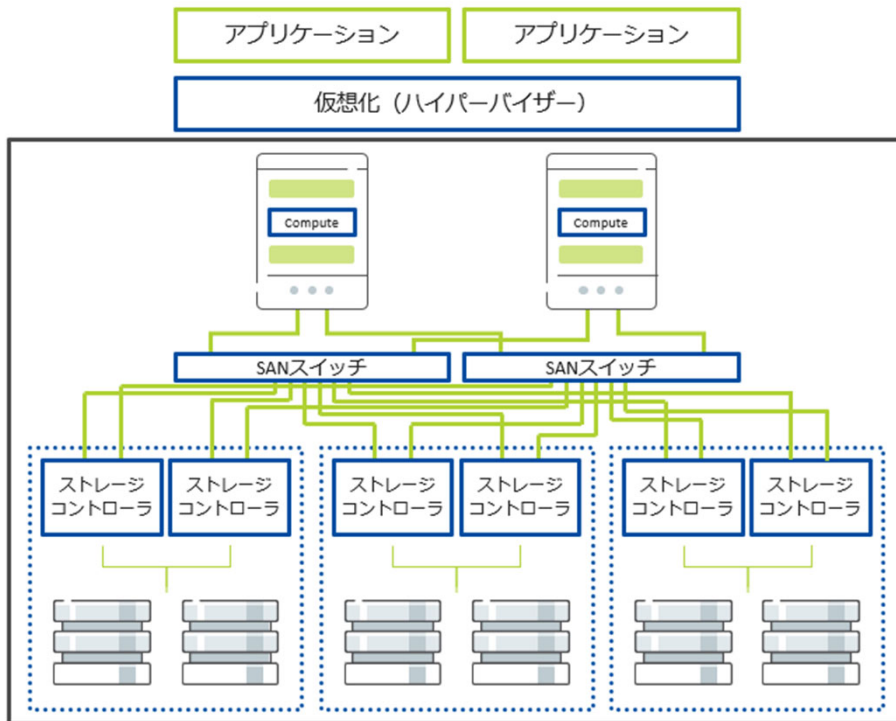 アプリケーション
アプリケーション
仮想化（ハイパーバイザー）
Compute
Compute
SANスイッチ
SANスイッチ
ストレージ
コントローラ
ストレージ
コントローラ
ストレージ
コントローラ
ストレージ
コントローラ
ストレージ
コントローラ
ストレージ
コントローラ